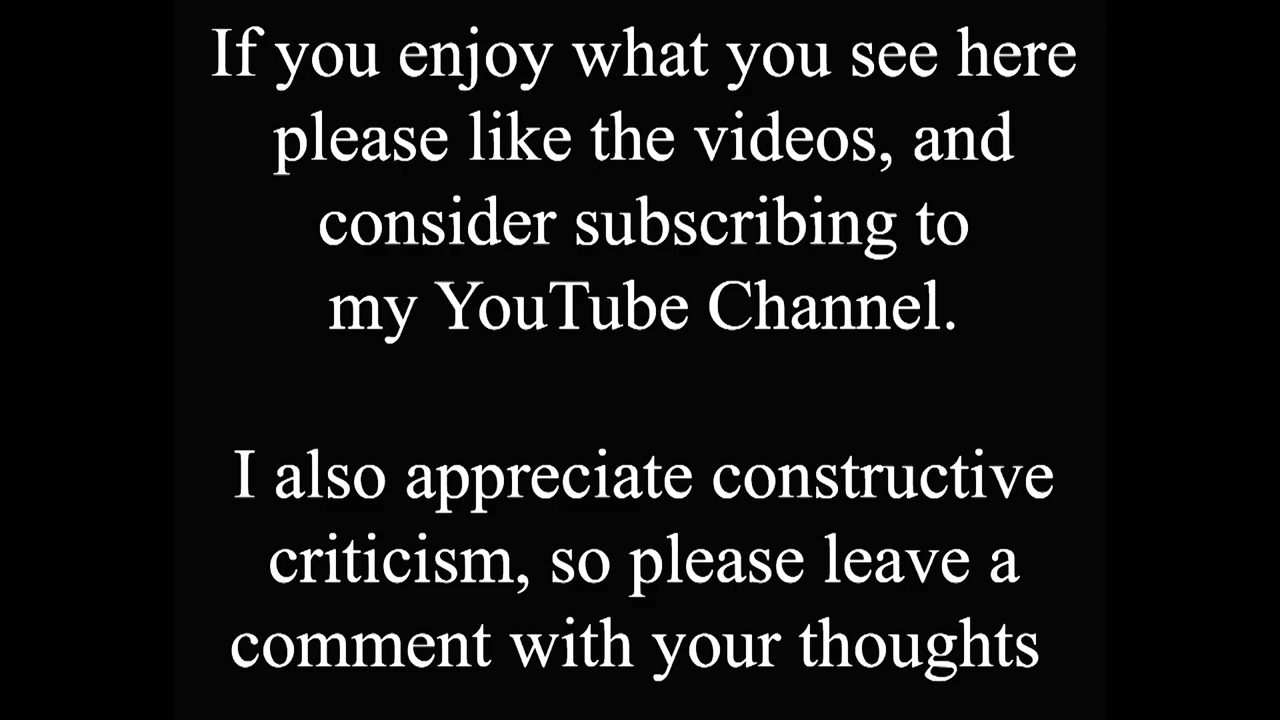 If you enjoy what you see here
please like the videos, and
consider subscribing to
my YouTube Channel.
I also appreciate constructive
criticism, so please leave a
comment with your thoughts